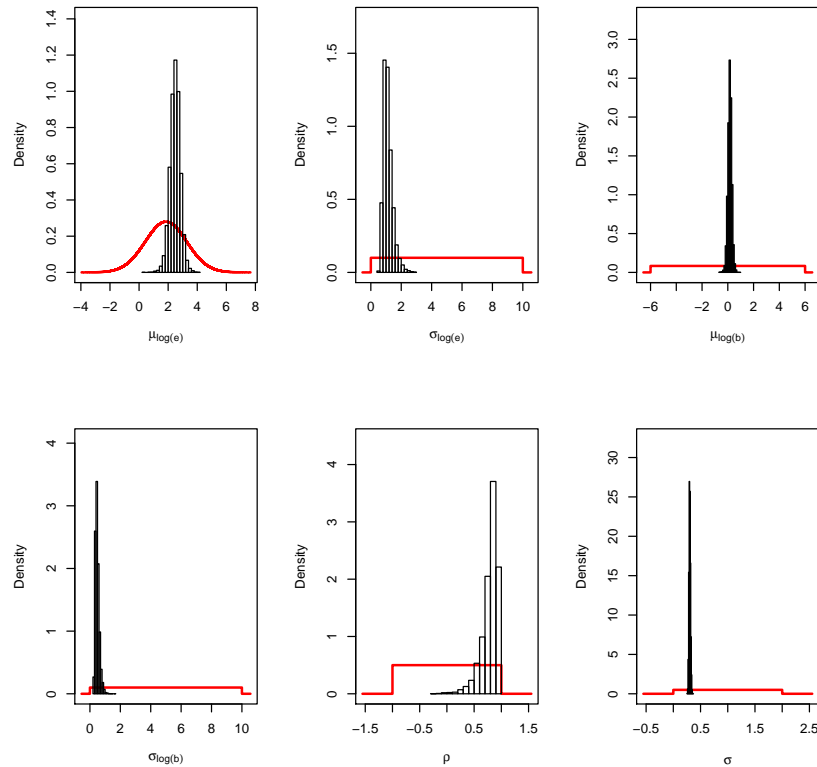 Density
0.0 0.2 0.4 0.6 0.8 1.0 1.2 1.4
−4 −2 0 2 4 6 8
μlog(e)
Density
0.0 0.5 1.0 1.5
0 2 4 6 8 10
σlog(e)
Density
0.0 0.5 1.0 1.5 2.0 2.5 3.0
−6 −4 −2 0 2 4 6
μlog(b)
Density
0 1 2 3 4
0 2 4 6 8 10
σlog(b)
Density
0 1 2 3 4
−1.5 −0.5 0.5 1.5
ρ
Density
0 5 10 15 20 25 30
−0.5 0.5 1.5 2.5
σ